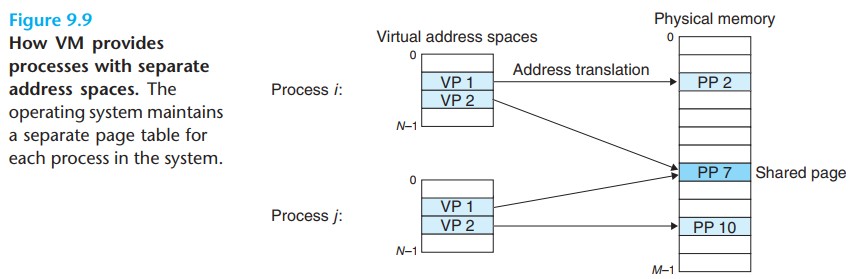 Figure 9.9
How VM provides
processes with separate
address spaces. The
operating system maintains
a separate page table for
each process in the system.
Virtual address spaces
Physical memory
0
0
Process i:
VP 1
Address translation
PP 2
VP 2
N–1
PP 7
Shared page
0
Process j:
VP 1
VP 2
PP 10
N–1
M–1